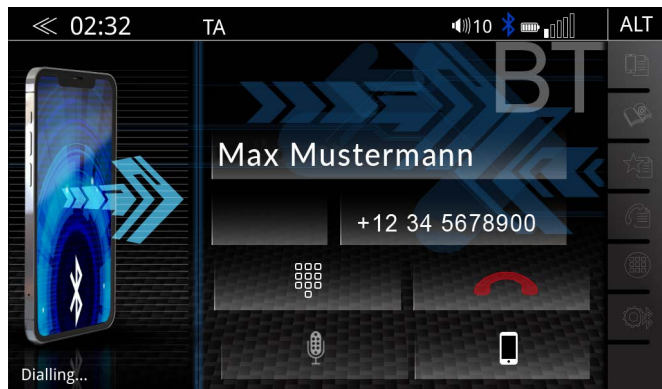 02:32 TA 10 ALT
BT
Max Mustermann
+12 34 5678900
Dialling...